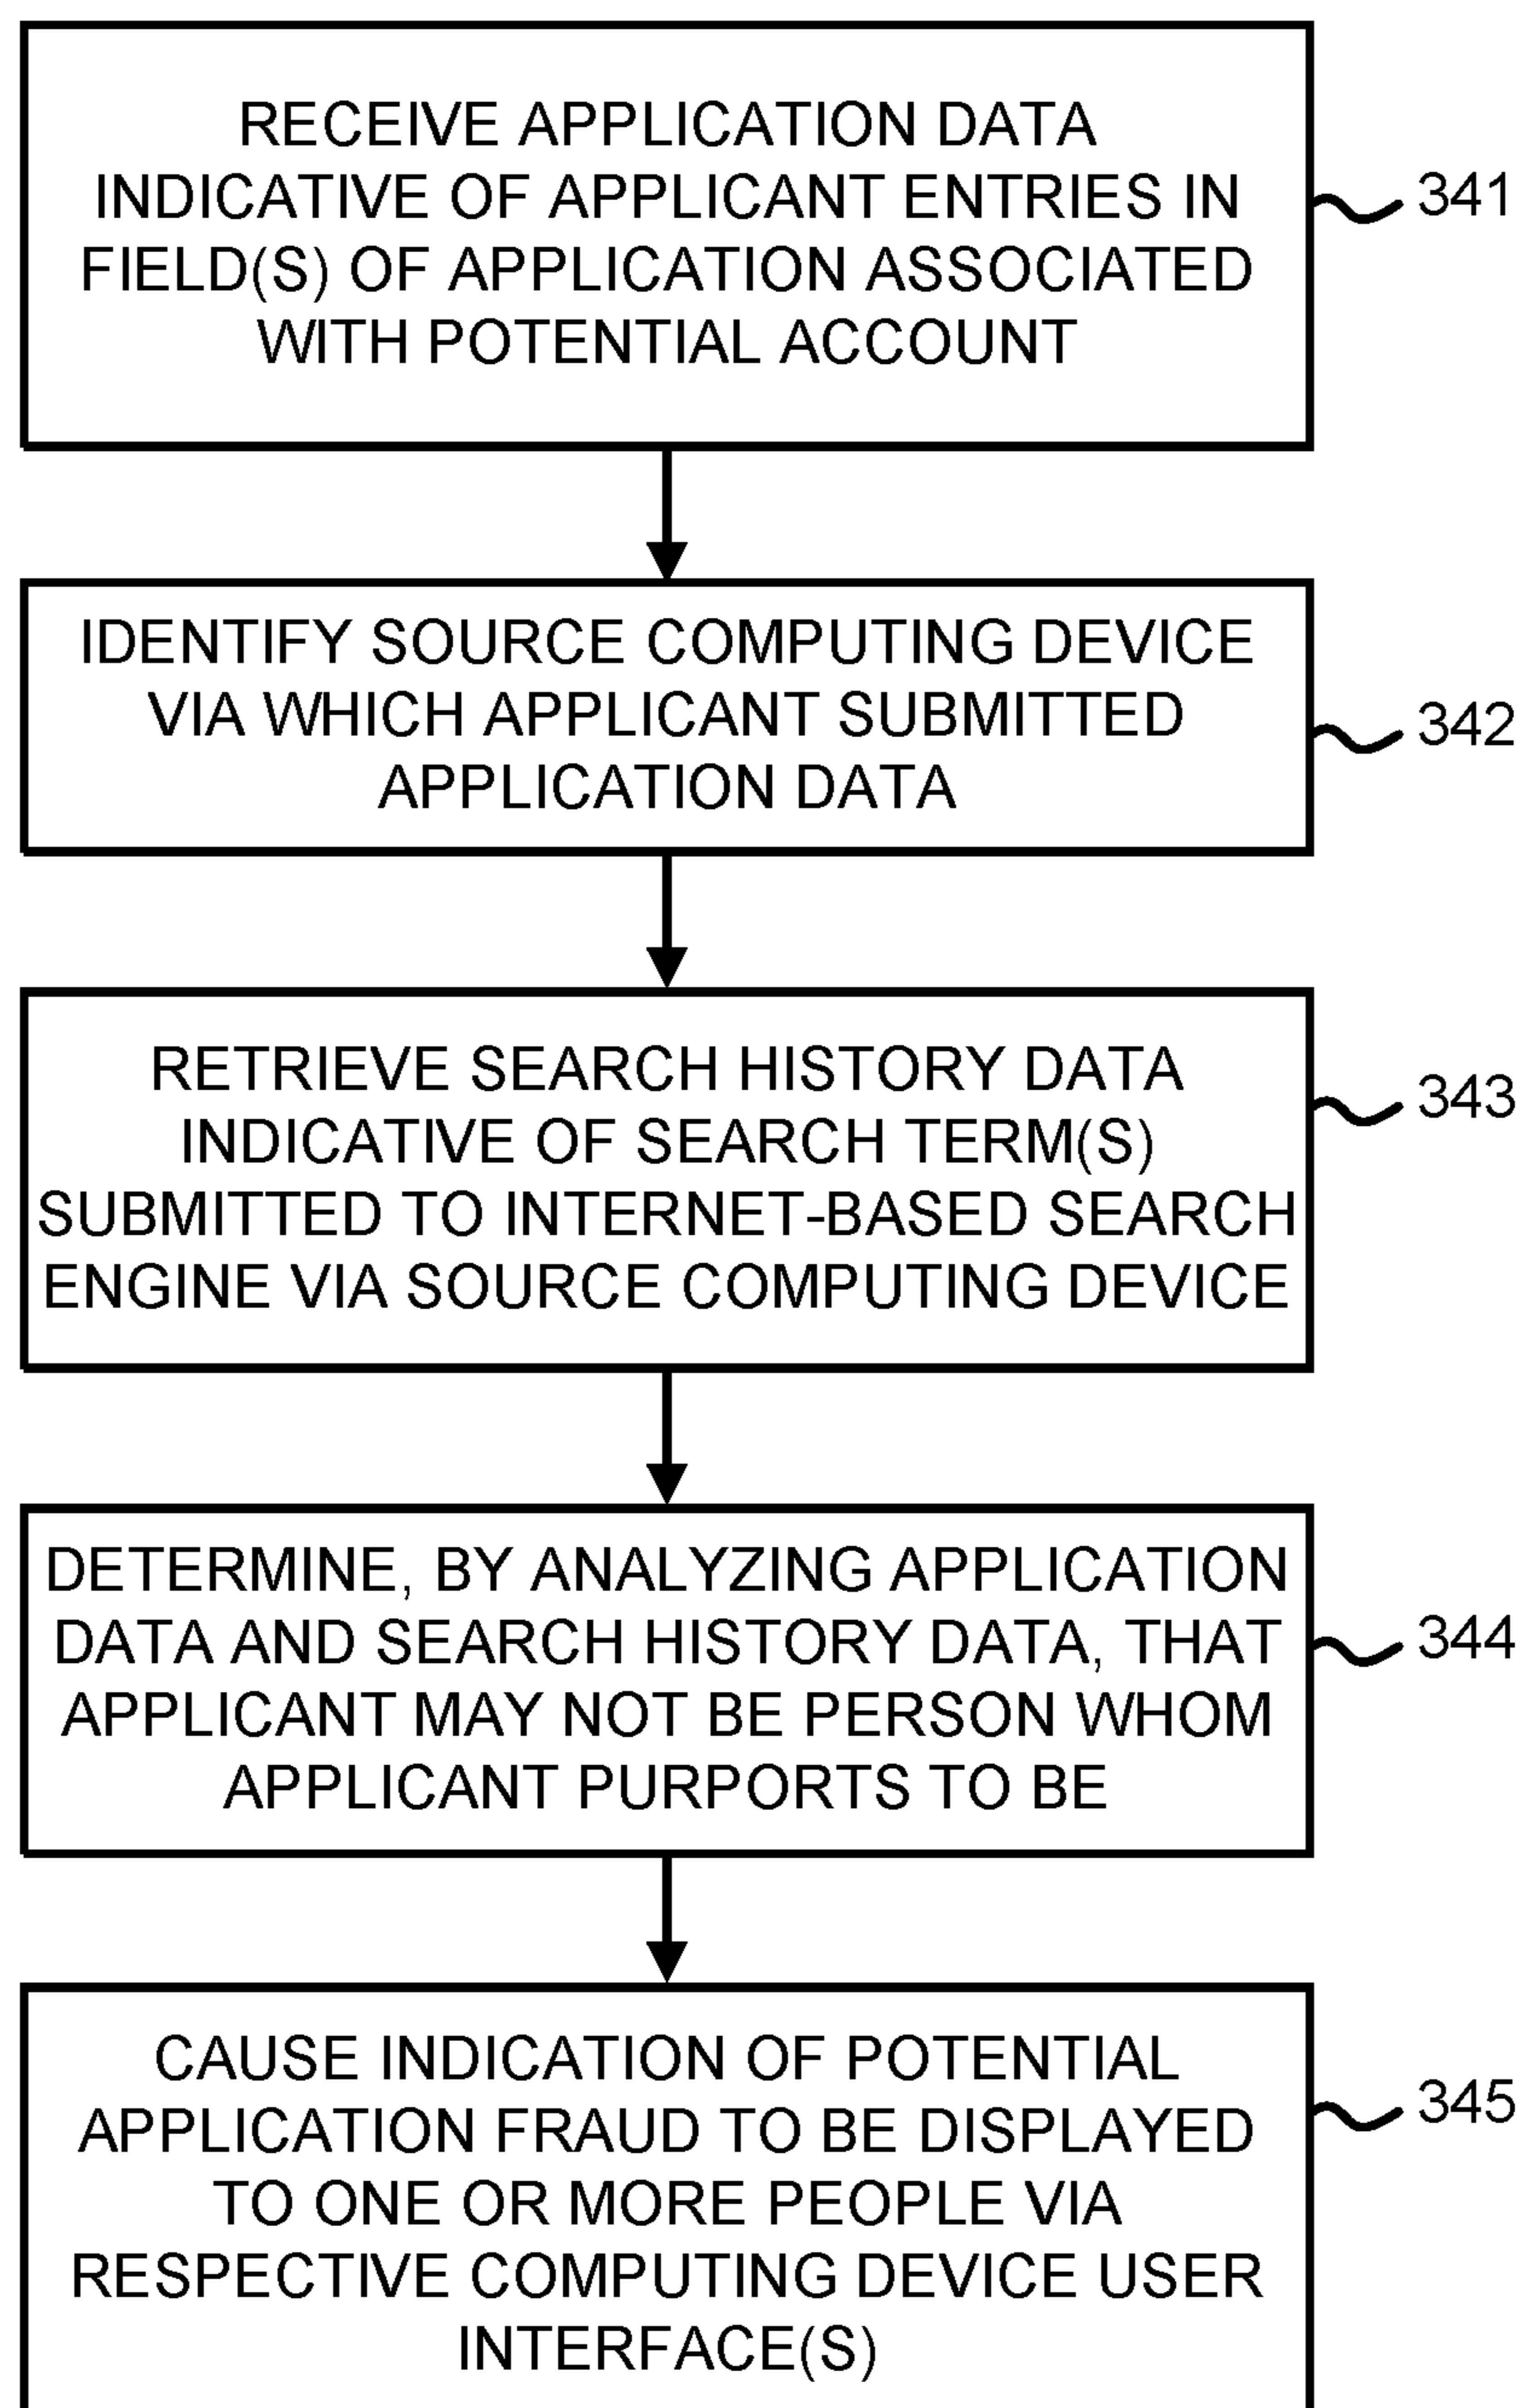 RECEIVE APPLICATION DATA
INDICATIVE OF APPLICANT ENTRIES IN
FIELD(S) OF APPLICATION ASSOCIATED
WITH POTENTIAL ACCOUNT
341
IDENTIFY SOURCE COMPUTING DEVICE
VIA WHICH APPLICANT SUBMITTED
APPLICATION DATA
342
RETRIEVE SEARCH HISTORY DATA
INDICATIVE OF SEARCH TERM(S)
SUBMITTED TO INTERNET-BASED SEARCH
ENGINE VIA SOURCE COMPUTING DEVICE
343
DETERMINE, BY ANALYZING APPLICATION
DATA AND SEARCH HISTORY DATA, THAT
APPLICANT MAY NOT BE PERSON WHOM
APPLICANT PURPORTS TO BE
344
CAUSE INDICATION OF POTENTIAL
APPLICATION FRAUD TO BE DISPLAYED
TO ONE OR MORE PEOPLE VIA
RESPECTIVE COMPUTING DEVICE USER
INTERFACE(S)
345